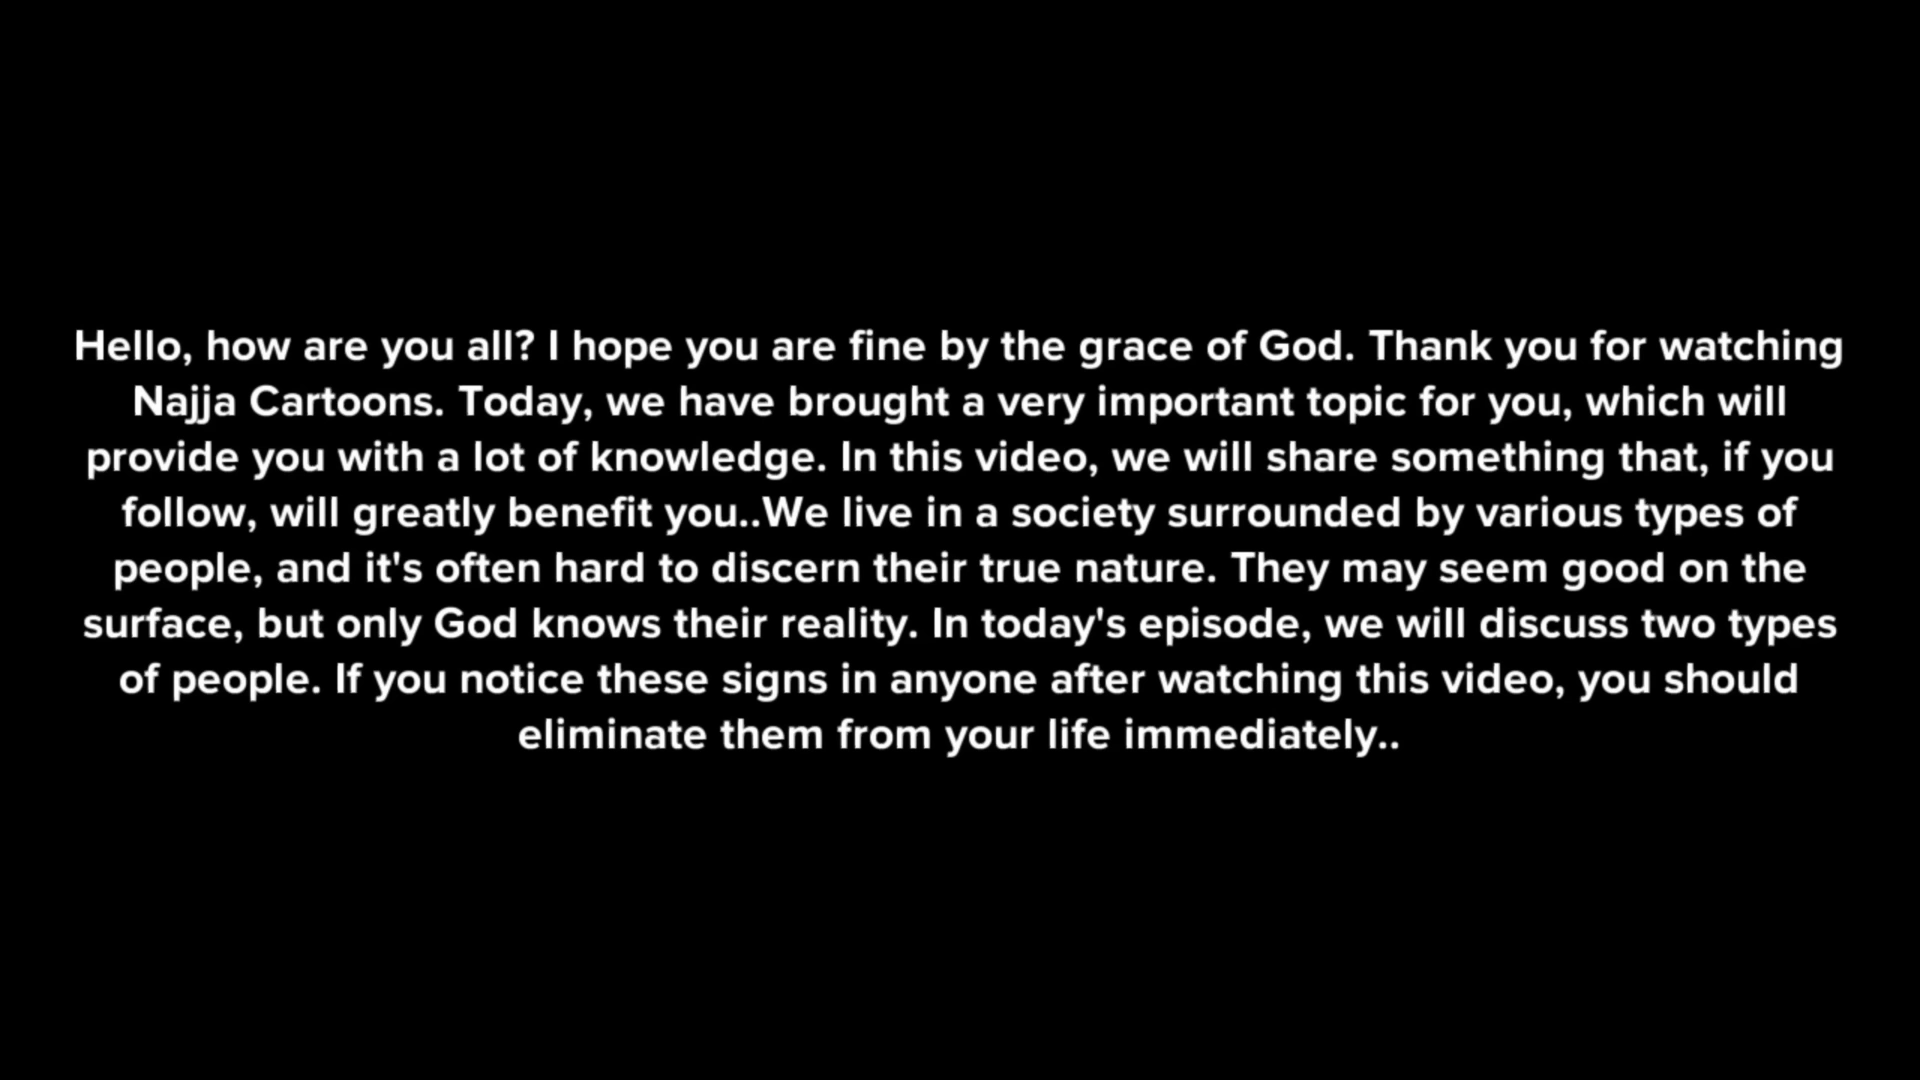 Hello, how are you all? I hope you are fine by the grace of God. Thank you for watching
Najja Cartoons. Today, we have brought a very important topic for you, which will
provide you with a lot of knowledge. In this video, we will share something that, if you
follow, will greatly benefit you..We live in a society surrounded by various types of
people, and it's often hard to discern their true nature. They may seem good on the
surface, but only God knows their reality. In today's episode, we will discuss two types
of people. If you notice these signs in anyone after watching this video, you should
eliminate them from your life immediately..